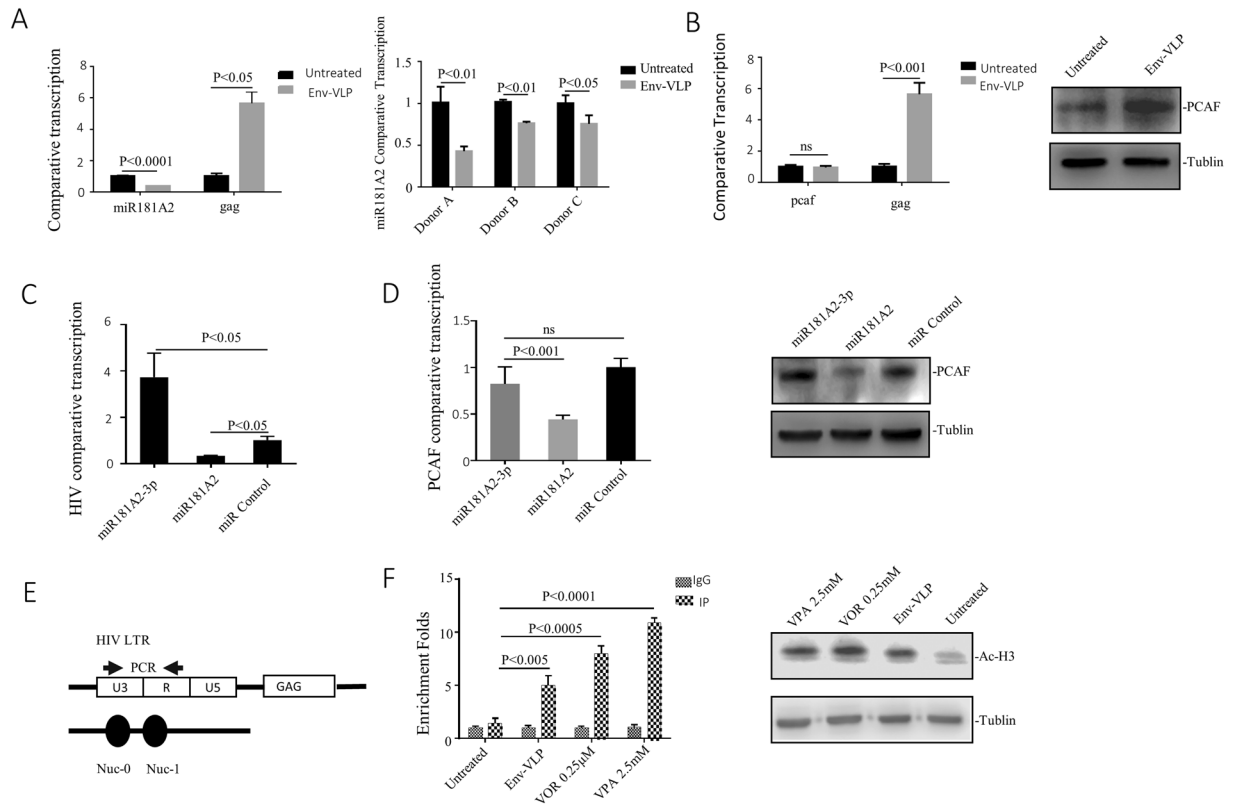 A
Comparative transcription
8
6
4
2
0
P<0.0001
P<0.05
Untreated
Env-VLP
miR181A2
gag
miR181A2 Comparative Transcription
1.5
1
0.5
0
P<0.01
P<0.01
P<0.05
Untreated
Env-VLP
Donor A
Donor B
Donor C
B
Comparative Transcription
8
6
4
2
0
ns
P<0.001
Untreated
Env-VLP
pcaf
gag
Untreated
Env-VLP
-PCAF
-Tublin
C
HIV comparative transcription
6
4
2
0
P<0.05
P<0.05
miR181A2-3p
miR181A2
miR Control
D
PCAF comparative transcription
1.5
1
0.5
0
ns
P<0.001
miR181A2-3p
miR181A2
miR Control
miR181A2-3p
miR181A2
miR Control
-PCAF
-Tublin
E
HIV LTR
PCR
U3
R
U5
GAG
Nuc-0
Nuc-1
F
Enrichment Folds
15
10
5
0
P<0.0001
P<0.0005
P<0.005
IgG
IP
Untreated
Env-VLP
VOR 0.25µM
VPA 2.5mM
VPA 2.5mM
VOR 0.25mM
Env-VLP
Untreated
-Ac-H3
-Tublin